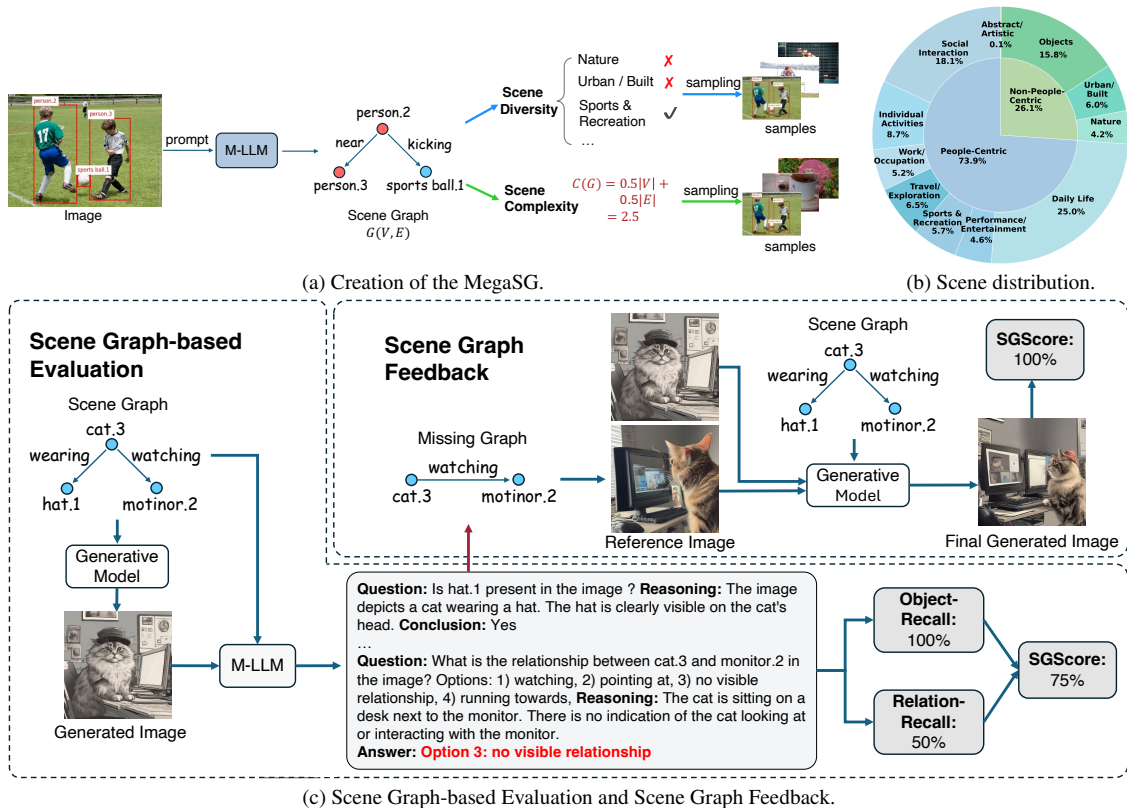 person.2
person.3
sports ball.1
17
Image
prompt
M-LLM
person.2
near
kicking
person.3
sports ball.1
Scene Graph
G(V, E)
Scene
Diversity
Nature ✗
Urban / Built ✗
Sports &
Recreation ✓
...
sampling
samples
Scene
Complexity
C(G) = 0.5|V| +
0.5|E|
= 2.5
sampling
samples
(a) Creation of the MegaSG.
Abstract/
Artistic
0.1%
Objects
15.8%
Social
Interaction
18.1%
Non-People-
Centric
26.1%
Urban/
Built
6.0%
Nature
4.2%
Individual
Activities
8.7%
People-Centric
73.9%
Work/
Occupation
5.2%
Travel/
Exploration
6.5%
Sports &
Recreation
5.7%
Performance/
Entertainment
4.6%
Daily Life
25.0%
(b) Scene distribution.
Scene Graph-based
Evaluation
Scene Graph
cat.3
wearing
watching
hat.1
motinor.2
Generative
Model
Generated Image
M-LLM
Scene Graph
Feedback
Missing Graph
watching
cat.3
motinor.2
Reference Image
Scene Graph
cat.3
wearing
watching
hat.1
motinor.2
Generative
Model
SGScore:
100%
Final Generated Image
Question: Is hat.1 present in the image ? Reasoning: The image
depicts a cat wearing a hat. The hat is clearly visible on the cat's
head. Conclusion: Yes
...
Question: What is the relationship between cat.3 and monitor.2 in
the image? Options: 1) watching, 2) pointing at, 3) no visible
relationship, 4) running towards, Reasoning: The cat is sitting on a
desk next to the monitor. There is no indication of the cat looking at
or interacting with the monitor.
Answer: Option 3: no visible relationship
Object-
Recall:
100%
Relation-
Recall:
50%
SGScore:
75%
(c) Scene Graph-based Evaluation and Scene Graph Feedback.